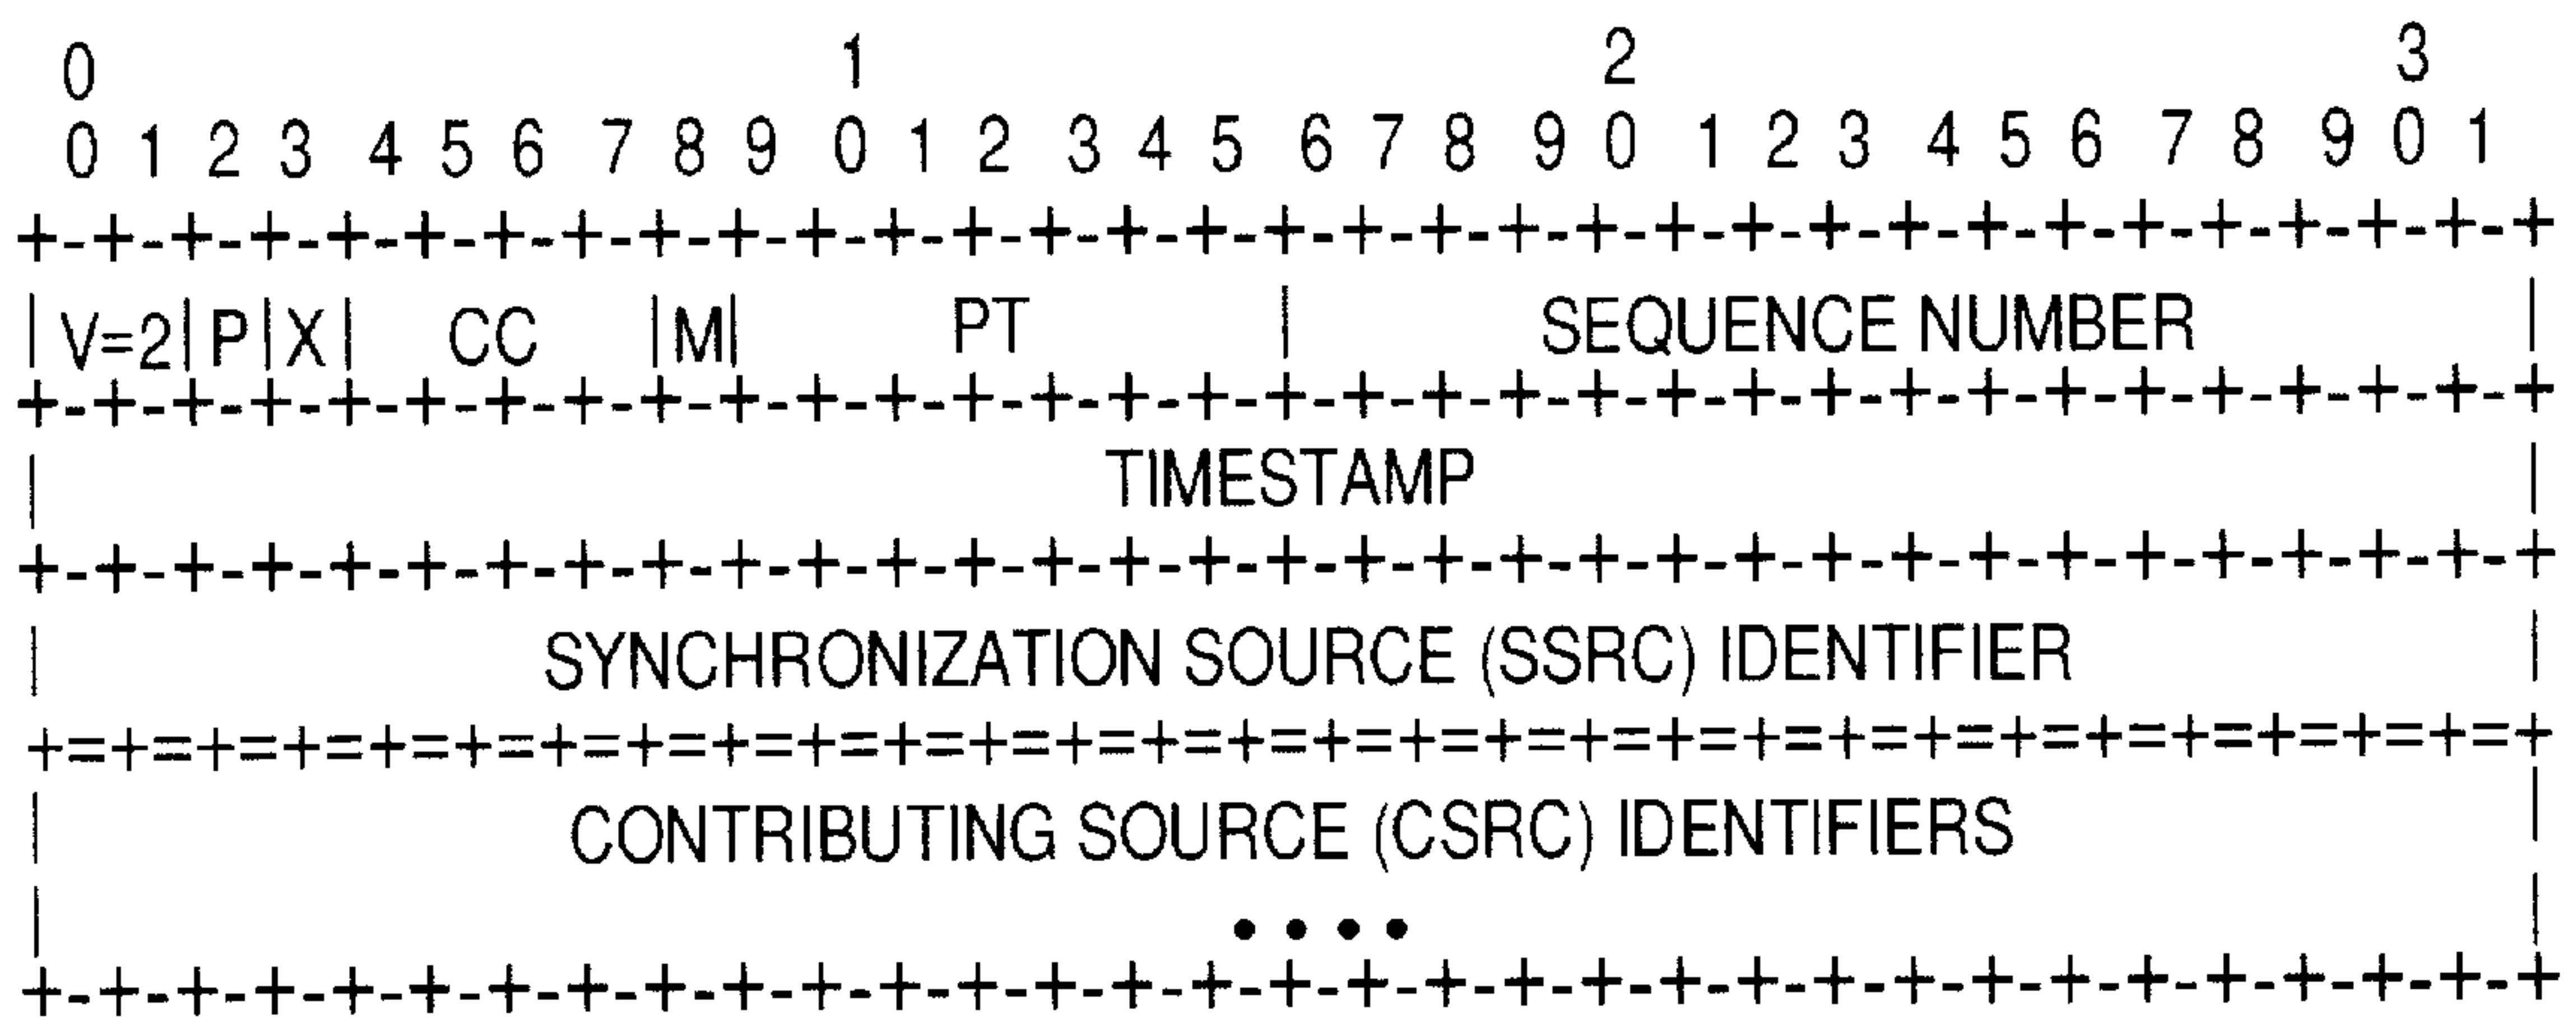 0 1 2 3
0 1 2 3 4 5 6 7 8 9 0 1 2 3 4 5 6 7 8 9 0 1 2 3 4 5 6 7 8 9 0 1
+-+-+-+-+-+-+-+-+-+-+-+-+-+-+-+-+-+-+-+-+-+-+-+-+-+-+-+-+-+-+-+-+
|V=2|P|X| CC |M| PT | SEQUENCE NUMBER |
+-+-+-+-+-+-+-+-+-+-+-+-+-+-+-+-+-+-+-+-+-+-+-+-+-+-+-+-+-+-+-+-+
| TIMESTAMP |
+-+-+-+-+-+-+-+-+-+-+-+-+-+-+-+-+-+-+-+-+-+-+-+-+-+-+-+-+-+-+-+-+
| SYNCHRONIZATION SOURCE (SSRC) IDENTIFIER |
+=+=+=+=+=+=+=+=+=+=+=+=+=+=+=+=+=+=+=+=+=+=+=+=+=+=+=+=+=+
| CONTRIBUTING SOURCE (CSRC) IDENTIFIERS |
| •••• |
+-+-+-+-+-+-+-+-+-+-+-+-+-+-+-+-+-+-+-+-+-+-+-+-+-+-+-+-+-+-+-+-+